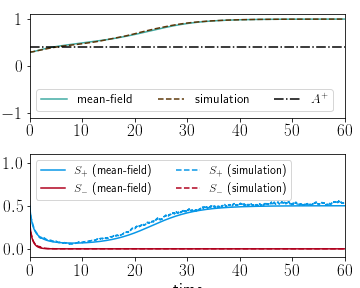 1
0
−1
mean-field simulation A⁺
0 10 20 30 40 50 60
1.0
0.5
0.0
S₊ (mean-field) S₊ (simulation)
S₋ (mean-field) S₋ (simulation)
0 10 20 30 40 50 60
time